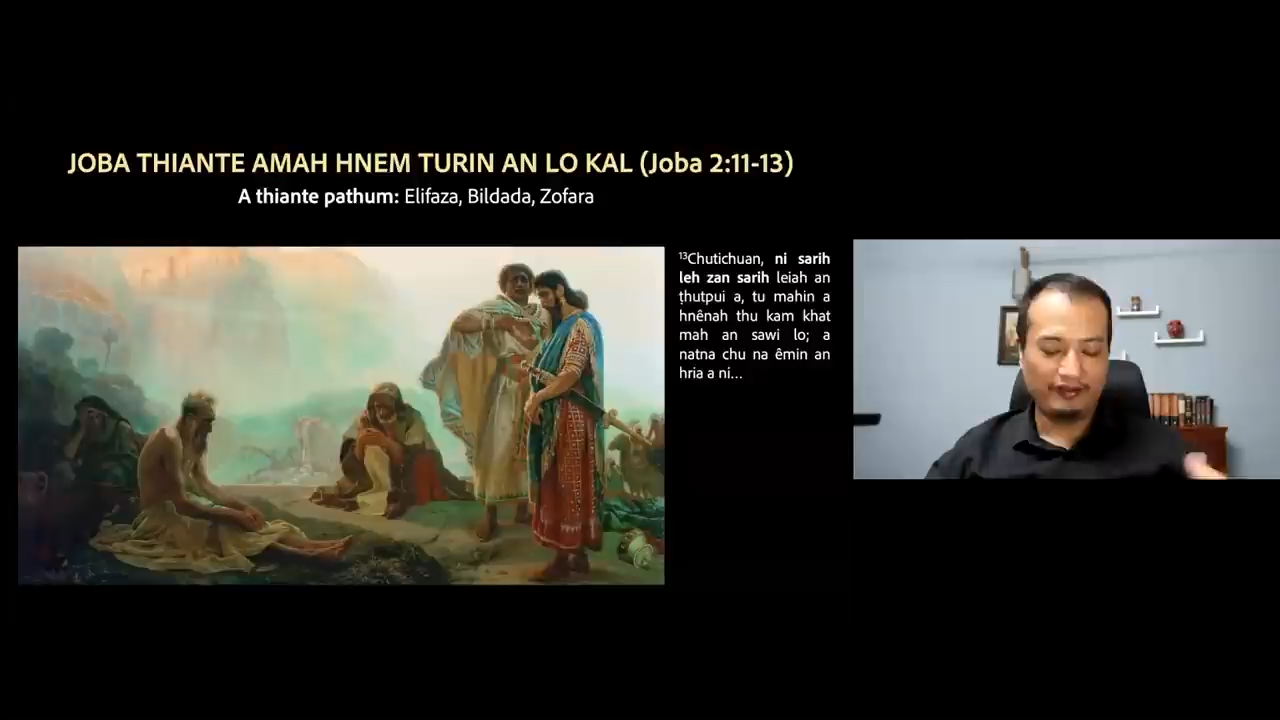 JOBA THIANTE AMAH HNEM TURIN AN LO KAL (Joba 2:11-13)
A thiante pathum: Elifaza, Bildada, Zofara
¹³Chutichuan, ni sarih
leh zan sarih leiah an
ṭhutpui a, tu mahin a
hnênah thu kam khat
mah an sawi lo; a
natna chu na êmin an
hria a ni...